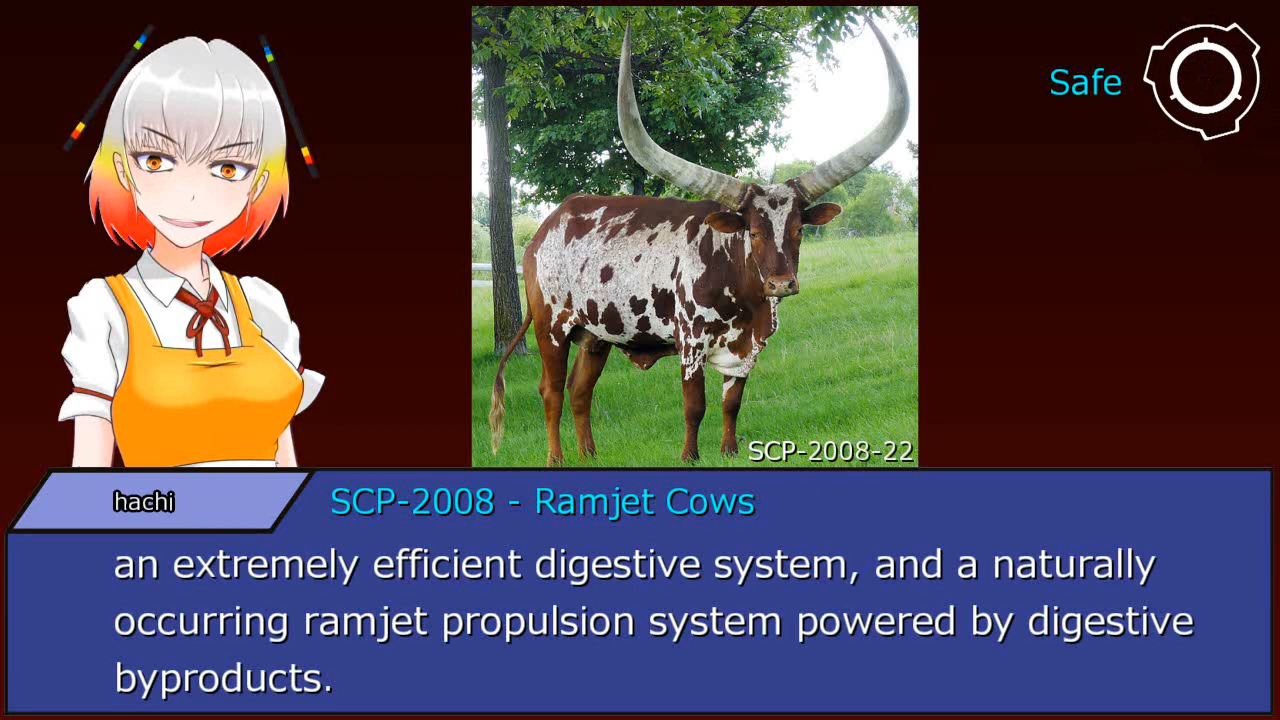 Safe
SCP-2008-22
hachi
SCP-2008 - Ramjet Cows
an extremely efficient digestive system, and a naturally
occurring ramjet propulsion system powered by digestive
byproducts.